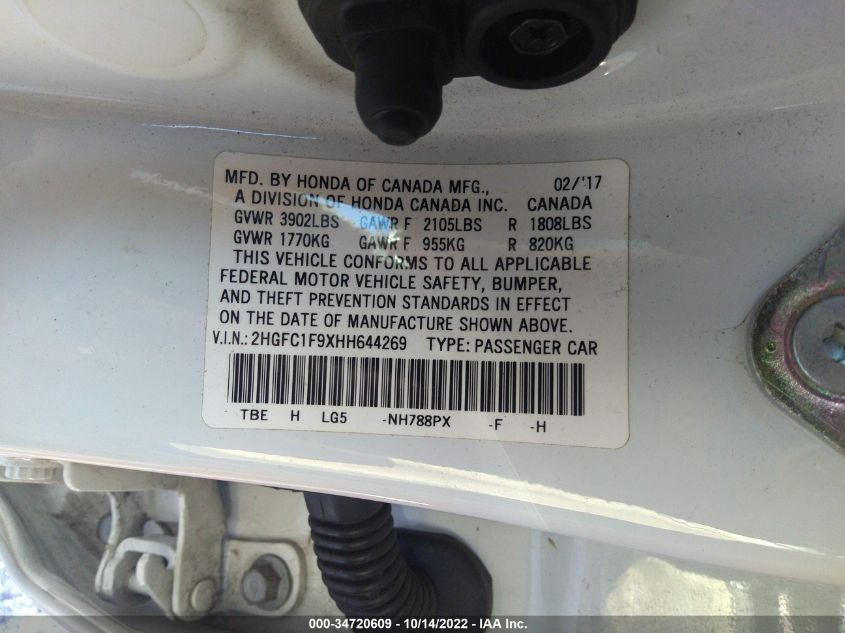 MFD. BY HONDA OF CANADA MFG., 02/'17
A DIVISION OF HONDA CANADA INC. CANADA
GVWR 3902LBS GAWR F 2105LBS R 1808LBS
GVWR 1770KG GAWR F 955KG R 820KG
THIS VEHICLE CONFORMS TO ALL APPLICABLE
FEDERAL MOTOR VEHICLE SAFETY, BUMPER,
AND THEFT PREVENTION STANDARDS IN EFFECT
ON THE DATE OF MANUFACTURE SHOWN ABOVE.
V.I.N.: 2HGFC1F9XHH644269 TYPE: PASSENGER CAR
TBE H LG5 -NH788PX -F -H
000-34720609 - 10/14/2022 - IAA Inc.